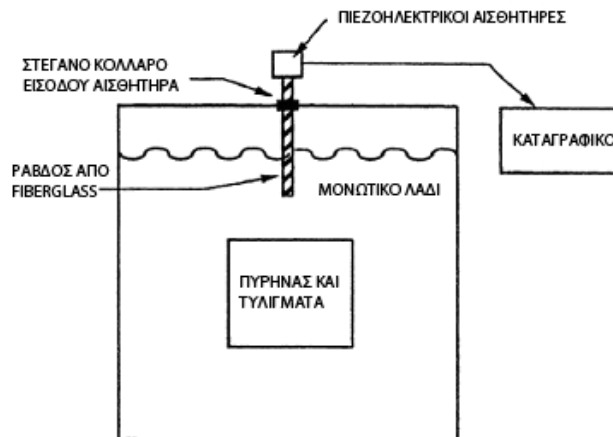 ΠΙΕΖΟΗΛΕΚΤΡΙΚΟΙ ΑΙΣΘΗΤΗΡΕΣ
ΣΤΕΓΑΝΟ ΚΟΛΛΑΡΟ
ΕΙΣΟΔΟΥ ΑΙΣΘΗΤΗΡΑ
ΚΑΤΑΓΡΑΦΙΚΟ
ΡΑΒΔΟΣ ΑΠΟ
FIBERGLASS
ΜΟΝΩΤΙΚΟ ΛΑΔΙ
ΠΥΡΗΝΑΣ ΚΑΙ
ΤΥΛΙΓΜΑΤΑ